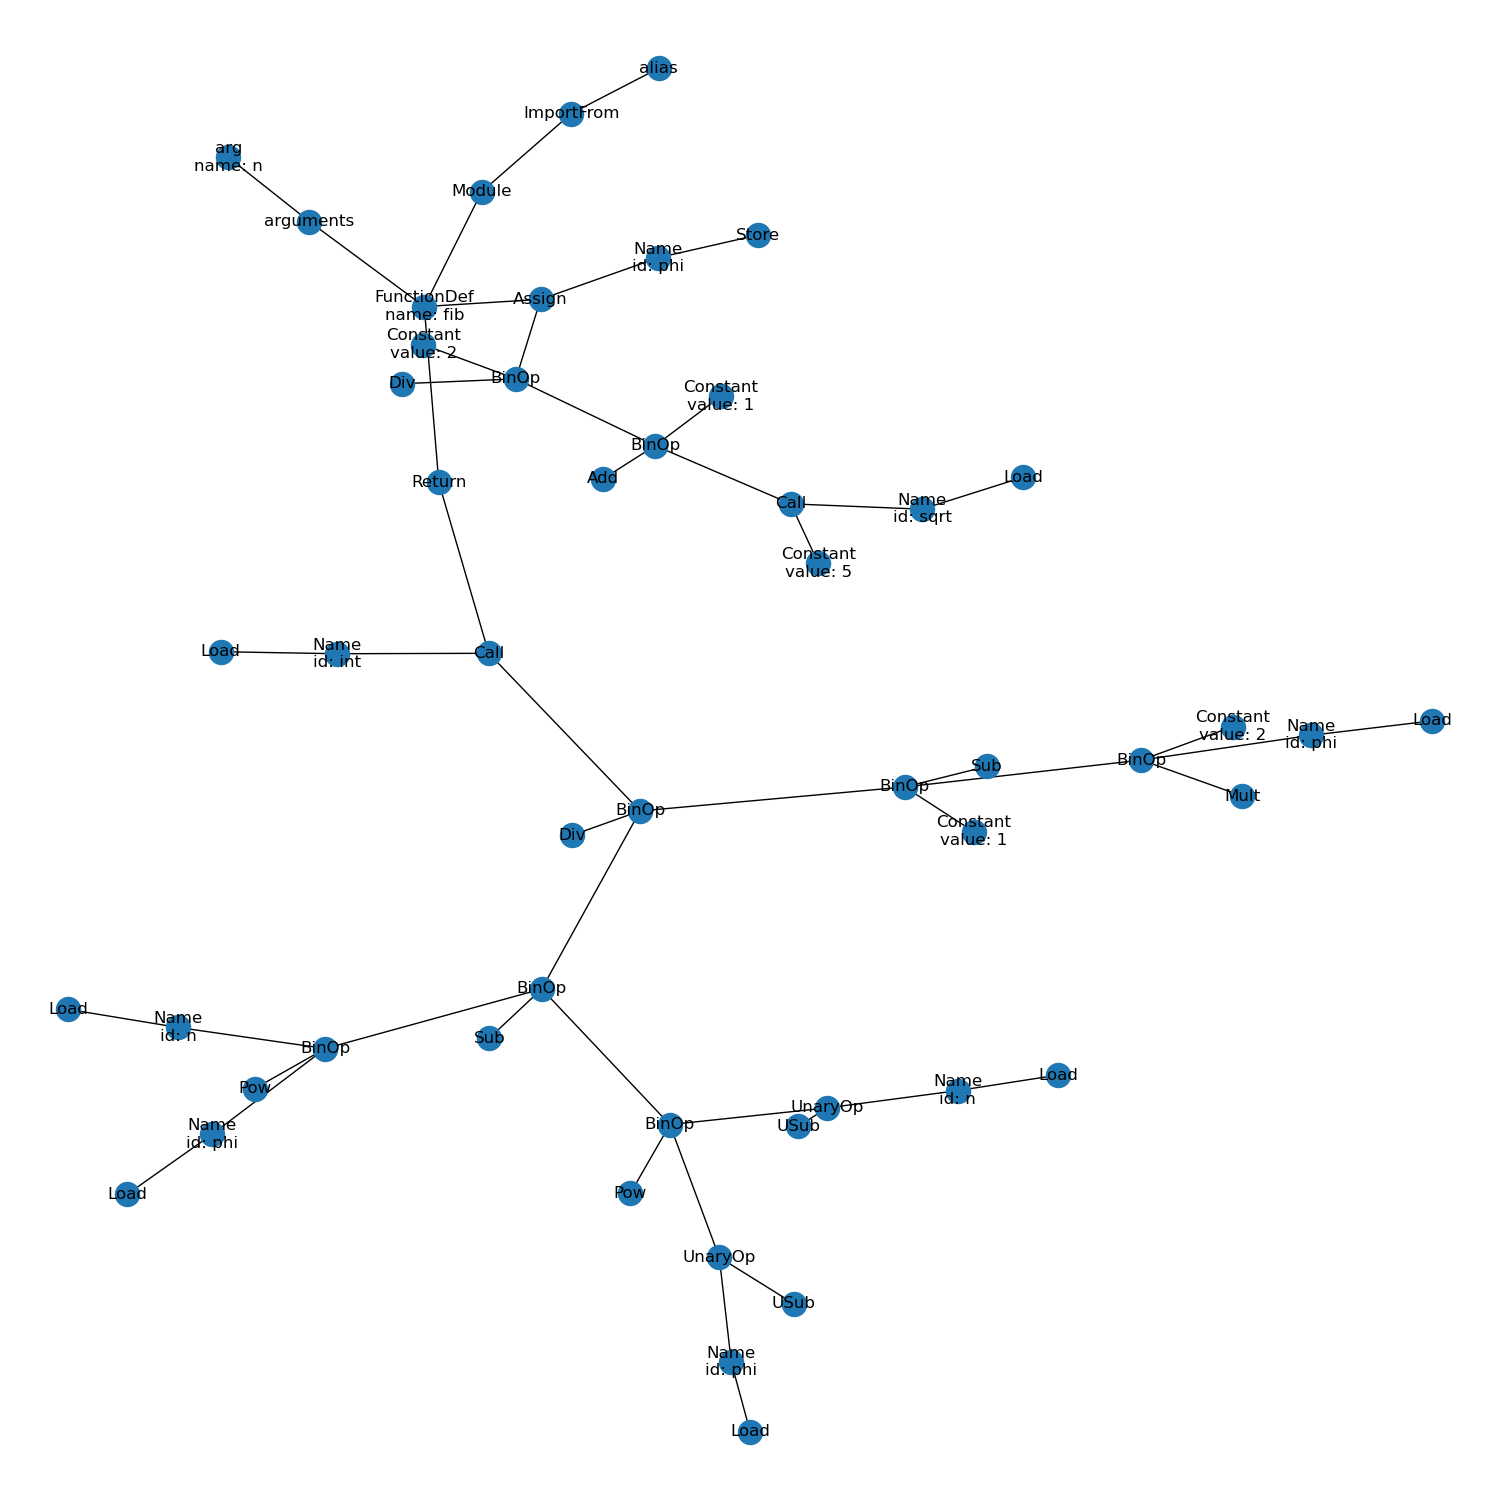 alias
ImportFrom
arg
name: n
Module
arguments
Store
Name
id: phi
FunctionDef
name: fib
Assign
Constant
value: 2
Div
BinOp
Constant
value: 1
BinOp
Add
Return
Call
Name
id: sqrt
Load
Constant
value: 5
Load
Name
id: int
Call
Constant
value: 2
Name
id: phi
Load
BinOp
Sub
BinOp
Mult
BinOp
Div
Constant
value: 1
BinOp
Load
Name
id: n
Sub
BinOp
Pow
Name
id: phi
Load
BinOp
UnaryOp
USub
Name
id: n
Load
Pow
UnaryOp
USub
Name
id: phi
Load